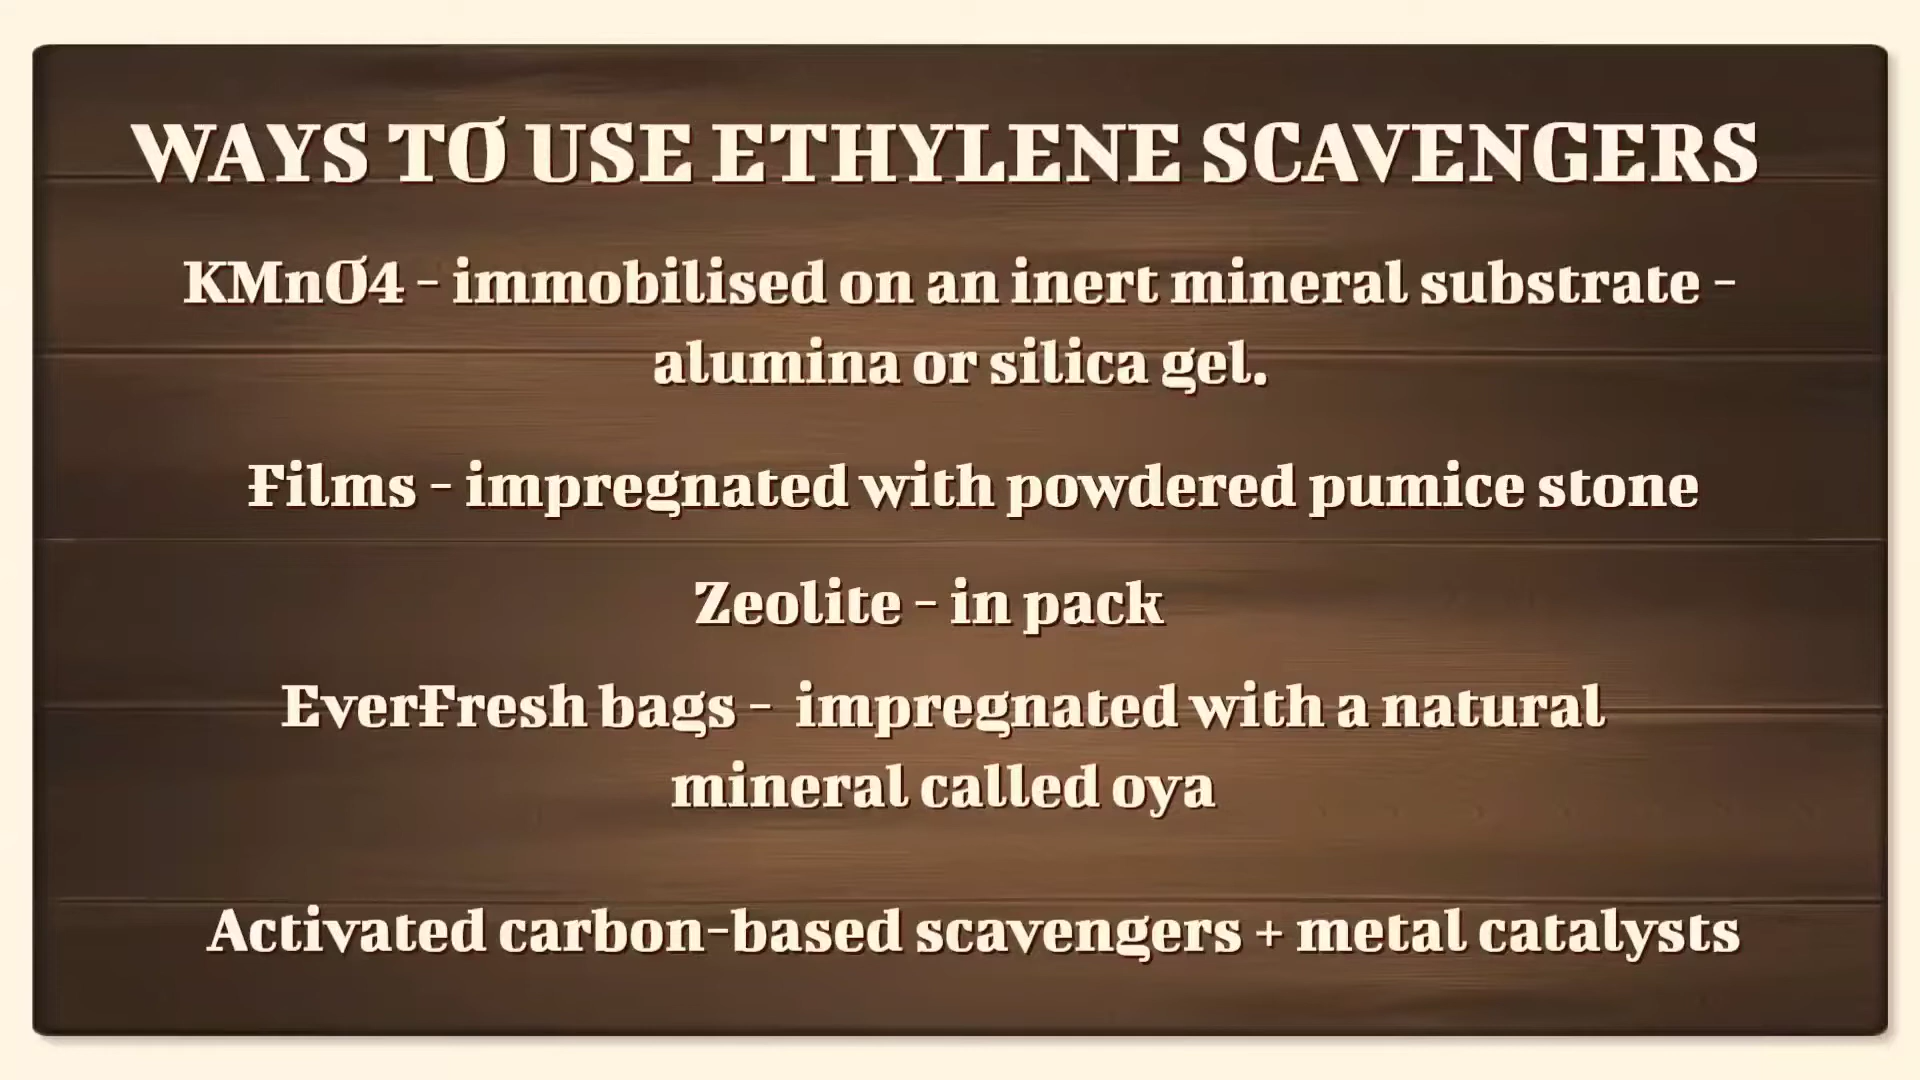 WAYS TO USE ETHYLENE SCAVENGERS
KMnO4 - immobilised on an inert mineral substrate -
alumina or silica gel.
Films - impregnated with powdered pumice stone
Zeolite - in pack
EverFresh bags -  impregnated with a natural
mineral called oya
Activated carbon-based scavengers + metal catalysts